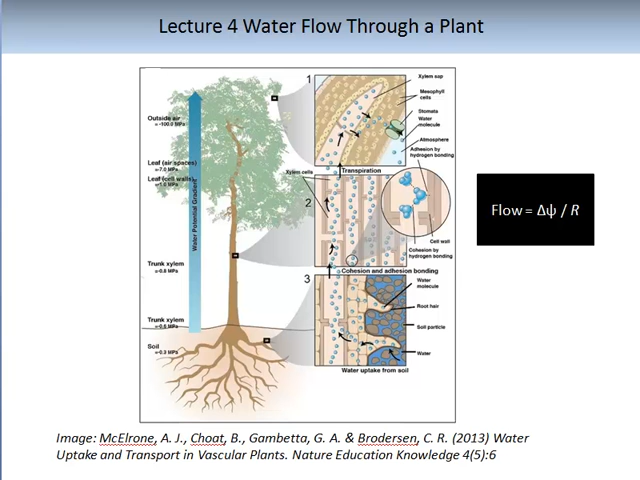 Lecture 4 Water Flow Through a Plant
Outside air
= -100.0 MPa
Leaf (air spaces)
=-7.0 MPa
Leaf (cell walls)
=-1.0 MPa
Water Potential Gradient
Trunk xylem
=-0.8 MPa
Trunk xylem
=-0.6 MPa
Soil
=-0.3 MPa
1
Xylem sap
Mesophyll
cells
Stomata
Water
molecule
Atmosphere
Transpiration
Adhesion by
hydrogen bonding
Xylem cells
2
Cell wall
Cohesion by
hydrogen bonding
Cohesion and adhesion bonding
3
Water
molecule
Root hair
Soil particle
Water
Water uptake from soil
Flow = Δψ / R
Image: McElrone, A. J., Choat, B., Gambetta, G. A. & Brodersen, C. R. (2013) Water
Uptake and Transport in Vascular Plants. Nature Education Knowledge 4(5):6